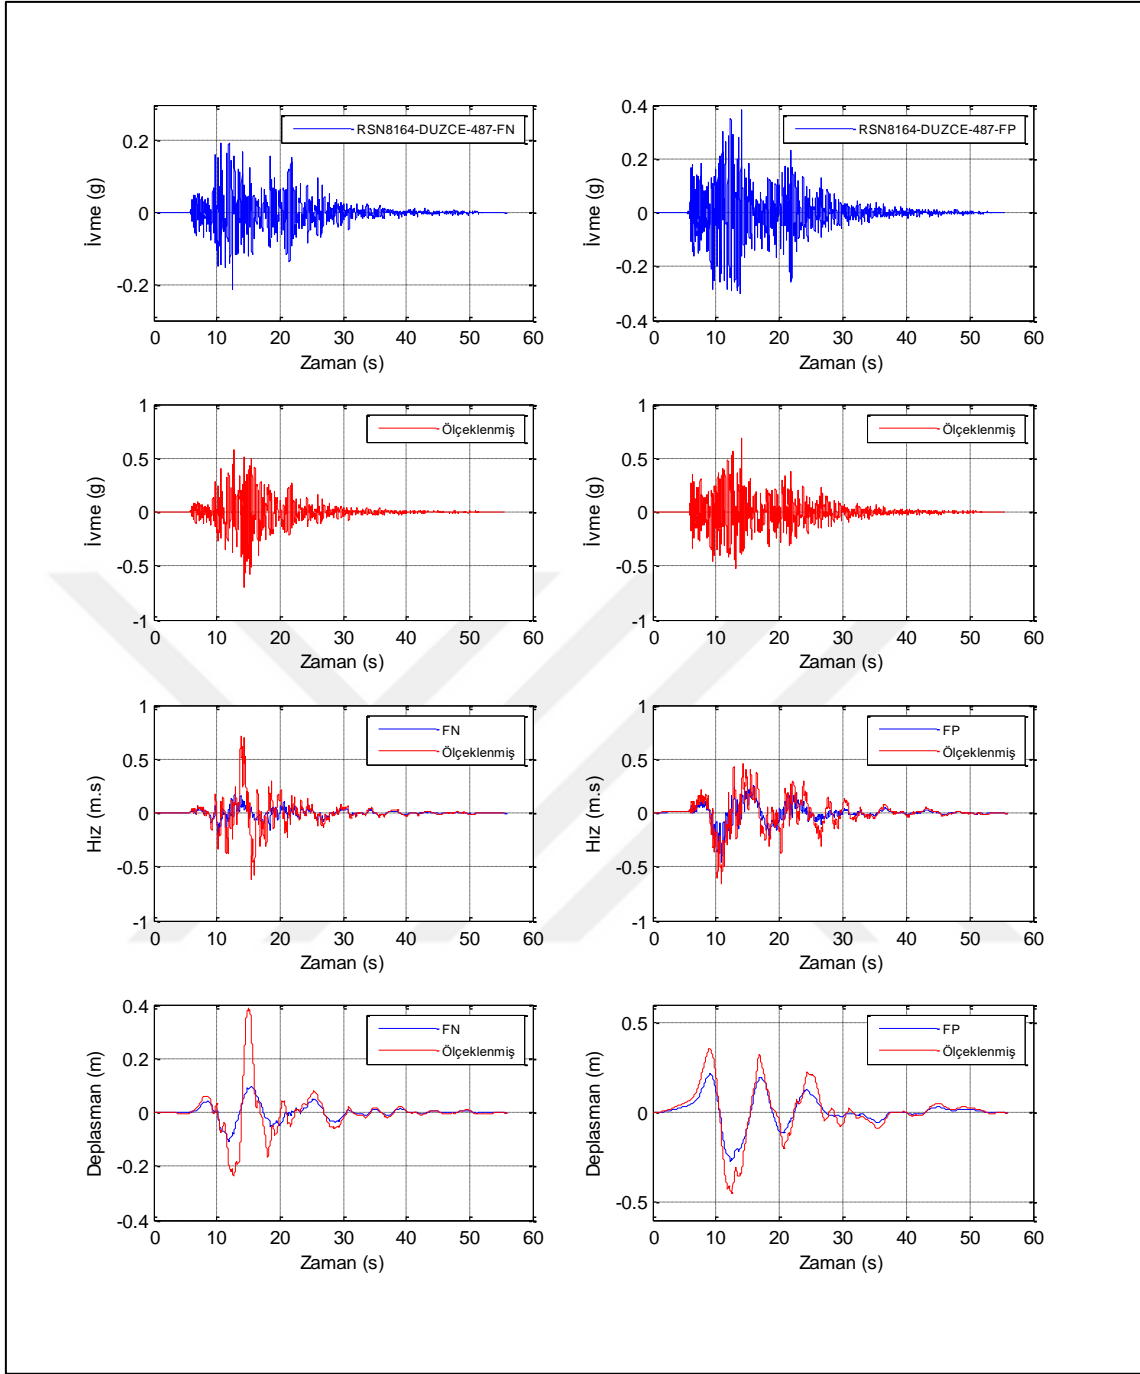 RSN8164-DUZCE-487-FN
0.2
0
-0.2
İvme (g)
0 10 20 30 40 50 60
Zaman (s)
RSN8164-DUZCE-487-FP
0.4
0.2
0
-0.2
-0.4
İvme (g)
0 10 20 30 40 50 60
Zaman (s)
Ölçeklenmiş
1
0.5
0
-0.5
-1
İvme (g)
0 10 20 30 40 50 60
Zaman (s)
Ölçeklenmiş
1
0.5
0
-0.5
-1
İvme (g)
0 10 20 30 40 50 60
Zaman (s)
FN
Ölçeklenmiş
1
0.5
0
-0.5
-1
Hız (m.s)
0 10 20 30 40 50 60
Zaman (s)
FP
Ölçeklenmiş
1
0.5
0
-0.5
-1
Hız (m.s)
0 10 20 30 40 50 60
Zaman (s)
FN
Ölçeklenmiş
0.4
0.2
0
-0.2
-0.4
Deplasman (m)
0 10 20 30 40 50 60
Zaman (s)
FP
Ölçeklenmiş
0.5
0
-0.5
Deplasman (m)
0 10 20 30 40 50 60
Zaman (s)